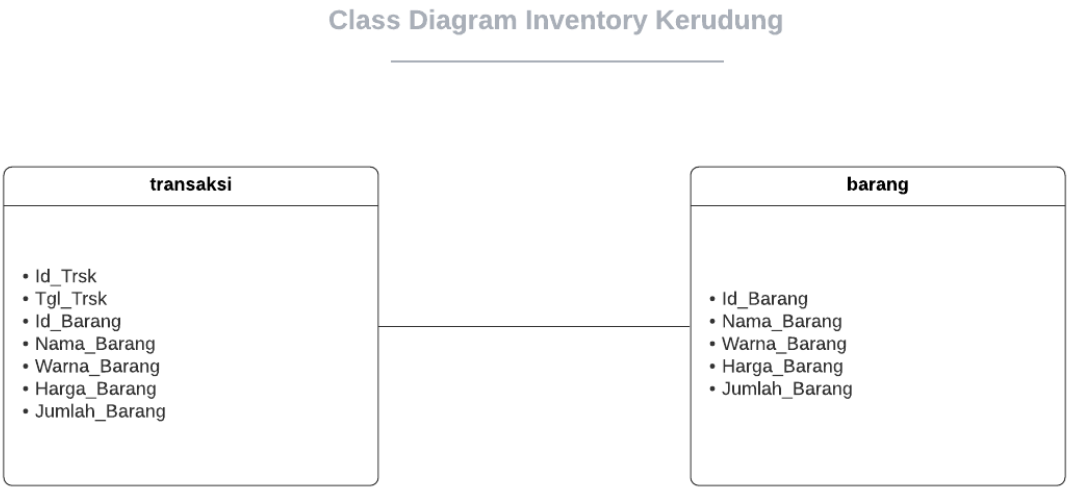 Class Diagram Inventory Kerudung
transaksi
• Id_Trsk
• Tgl_Trsk
• Id_Barang
• Nama_Barang
• Warna_Barang
• Harga_Barang
• Jumlah_Barang
barang
• Id_Barang
• Nama_Barang
• Warna_Barang
• Harga_Barang
• Jumlah_Barang